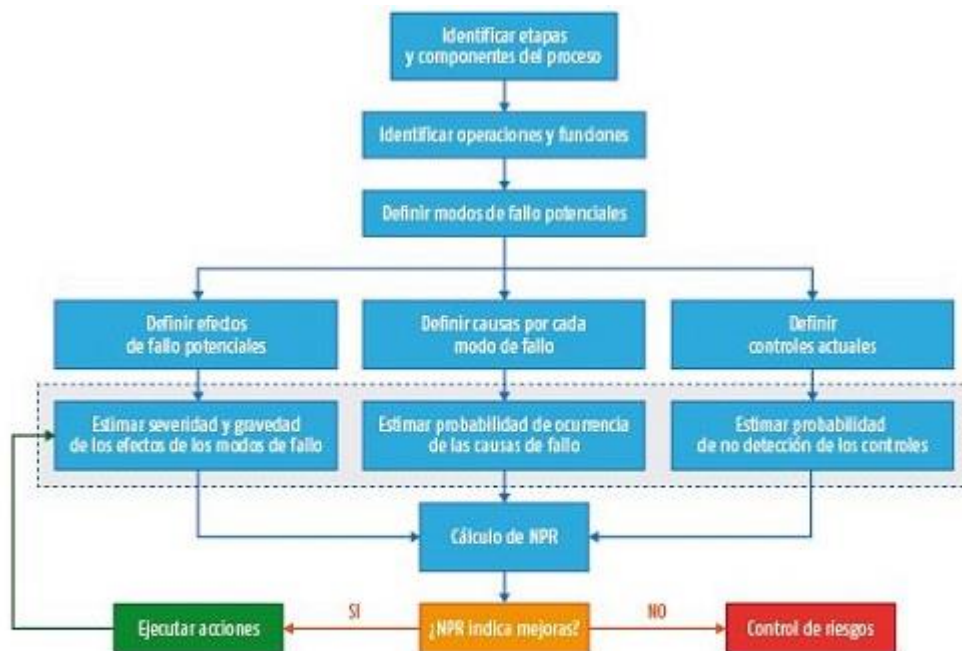 Identificar etapas
y componentes del proceso
Identificar operaciones y funciones
Definir modos de fallo potenciales
Definir efectos
de fallo potenciales
Definir causas por cada
modo de fallo
Definir
controles actuales
Estimar severidad y gravedad
de los efectos de los modos de fallo
Estimar probabilidad de ocurrencia
de las causas de fallo
Estimar probabilidad
de no detección de los controles
Cálculo de NPR
Ejecutar acciones
SI
¿NPR indica mejoras?
NO
Control de riesgos